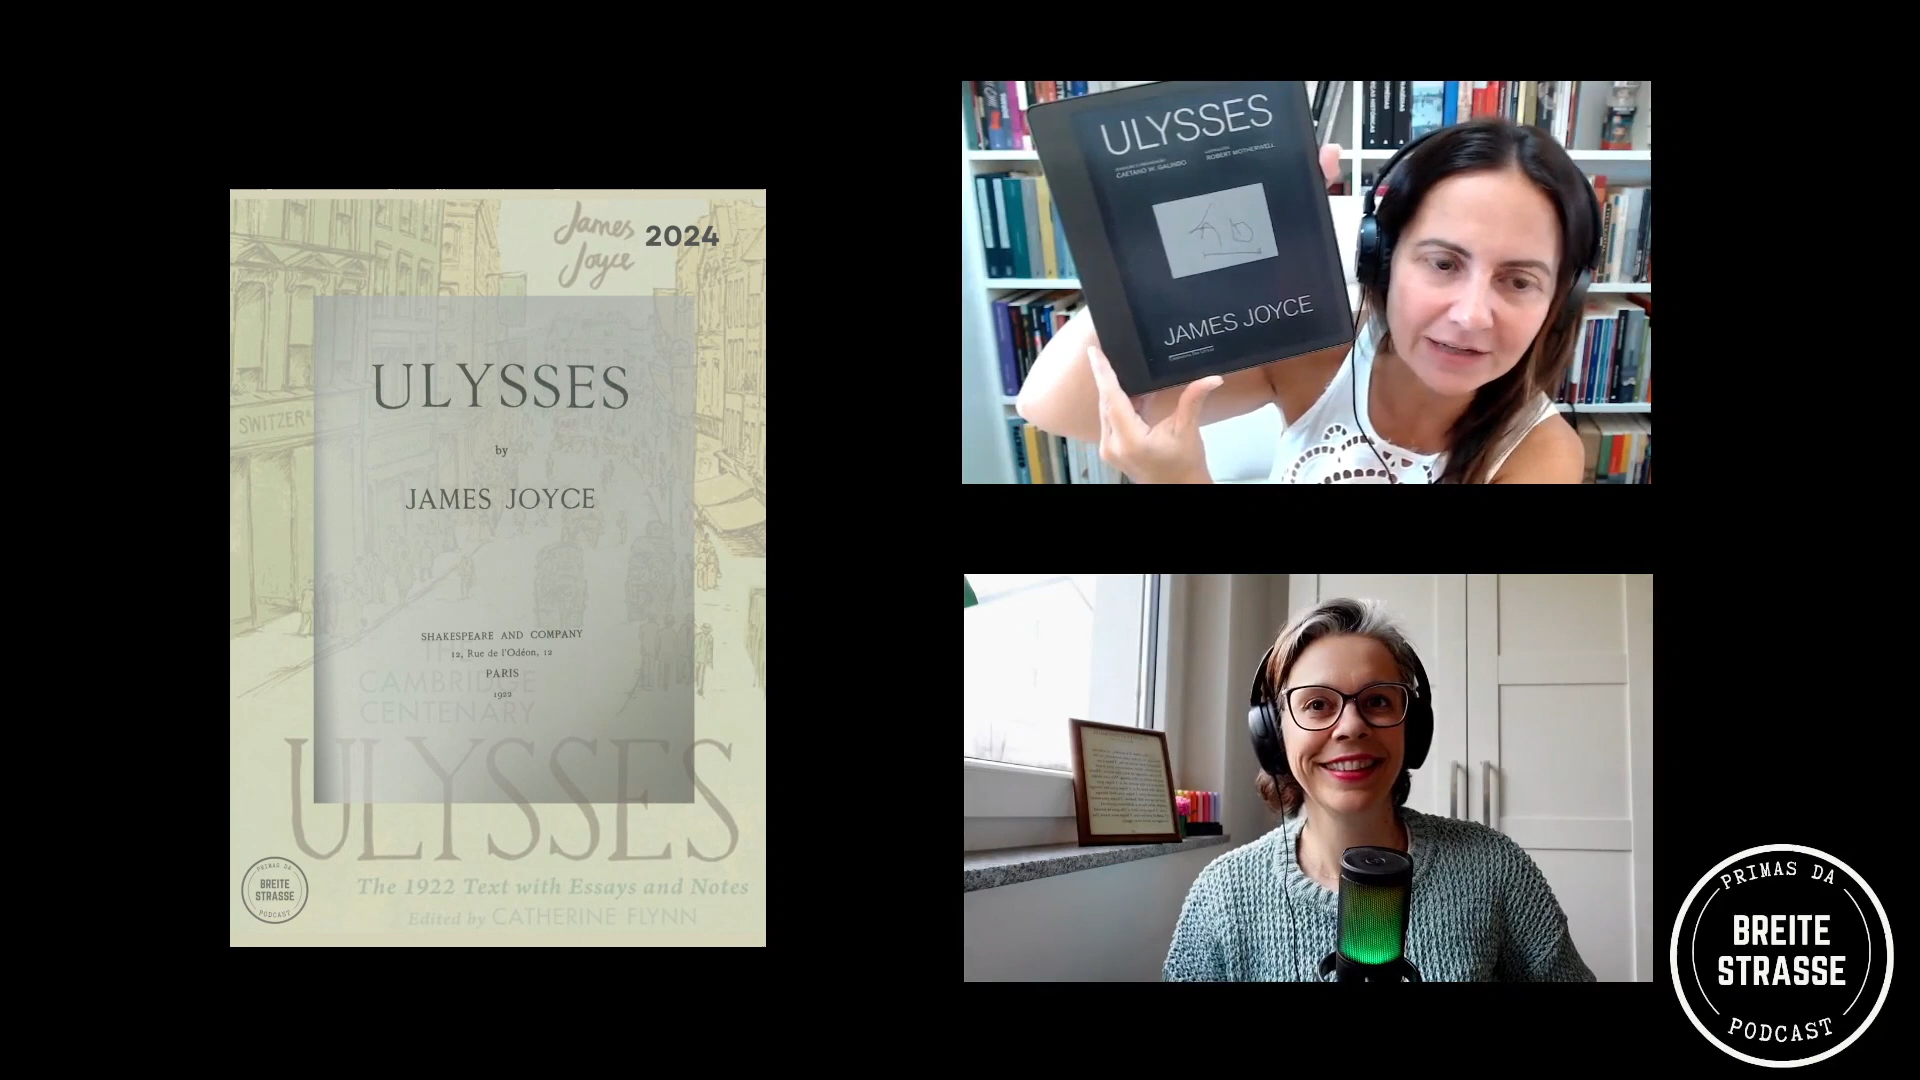 James
Joyce
2024
SWITZER
ULYSSES
by
JAMES JOYCE
SHAKESPEARE AND COMPANY
12, Rue de l'Odéon, 12
PARIS
1922
CAMBRIDGE
CENTENARY
ULYSSES
The 1922 Text with Essays and Notes
Edited by CATHERINE FLYNN
PRIMAS DA
BREITE
STRASSE
PODCAST
ULYSSES
CAETANO W. GALINDO
ROBERT MOTHERWELL
JAMES JOYCE
PRIMAS DA
BREITE
STRASSE
PODCAST